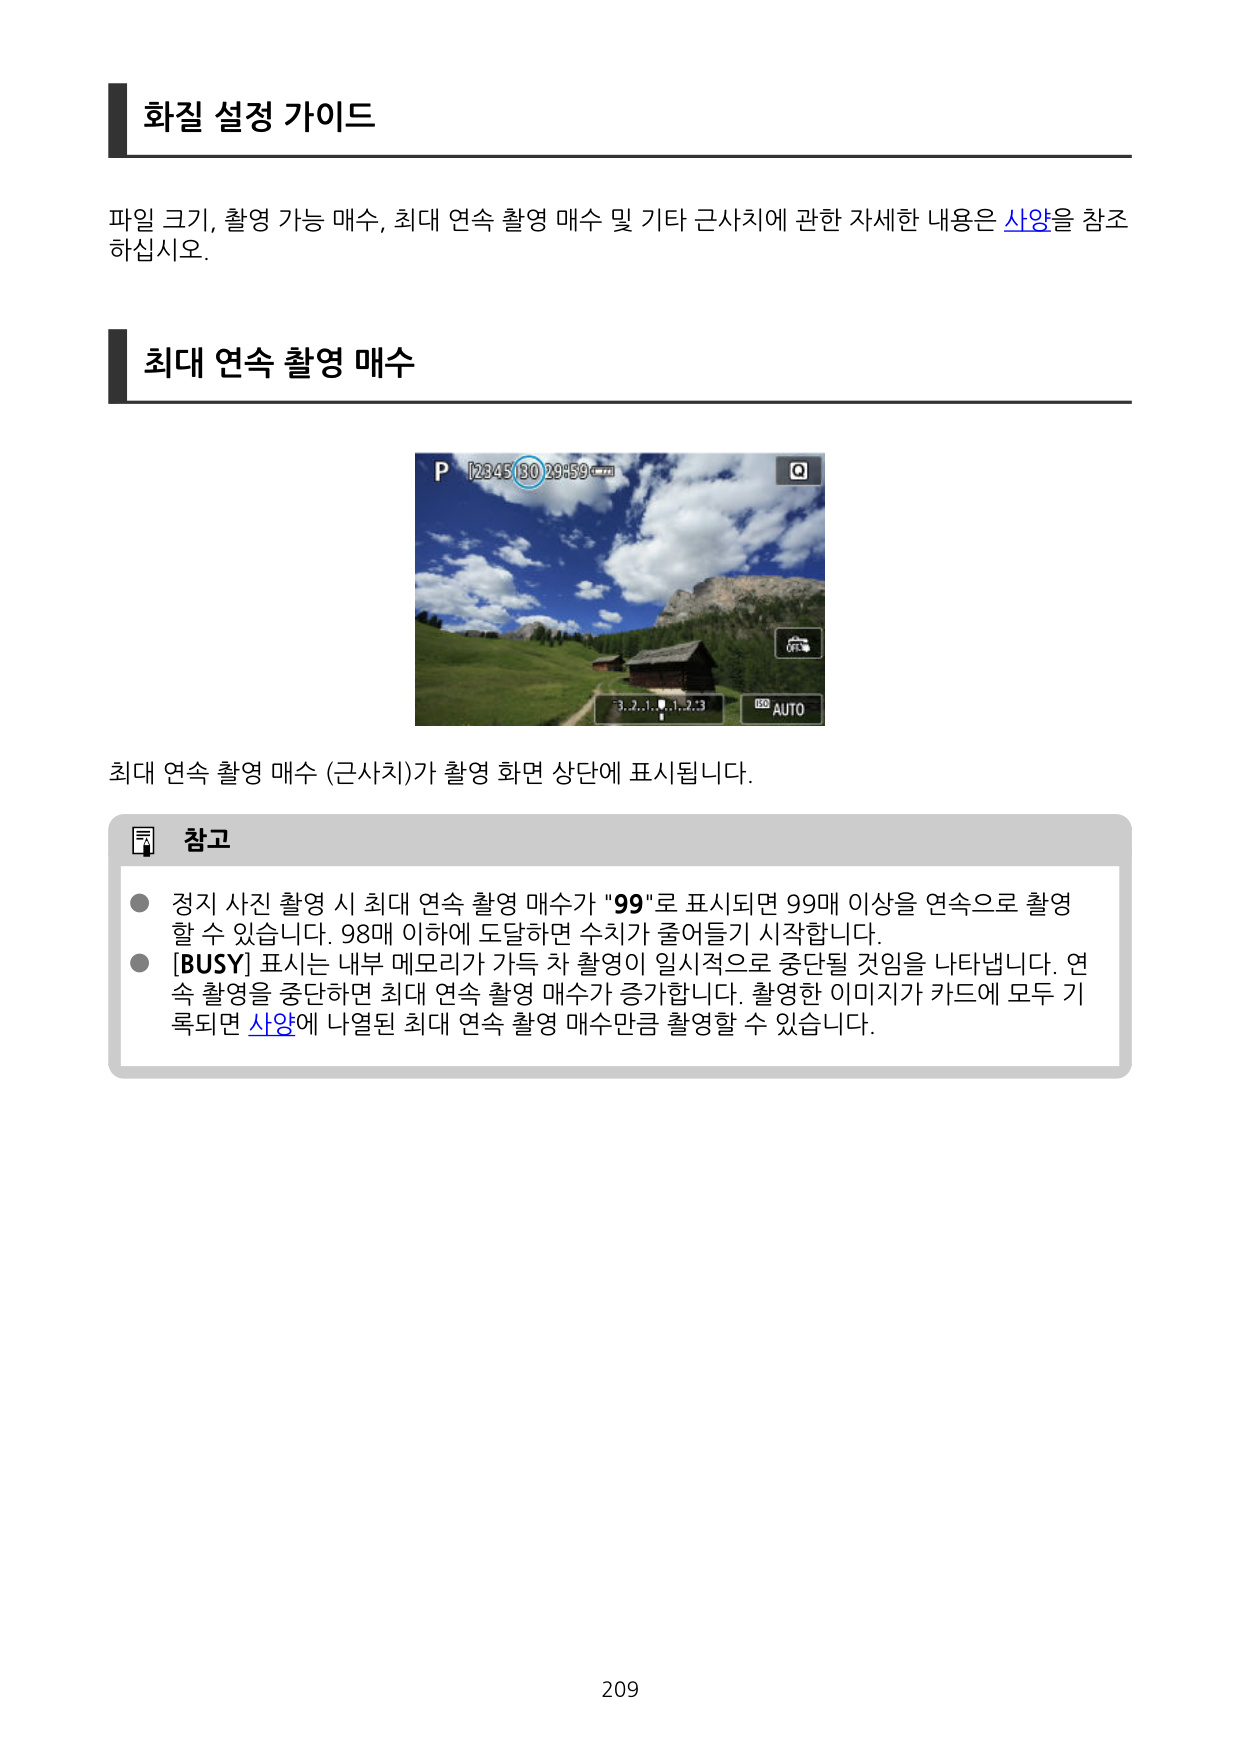 화질 설정 가이드
파일 크기, 촬영 가능 매수, 최대 연속 촬영 매수 및 기타 근사치에 관한 자세한 내용은 사양을 참조
하십시오.
최대 연속 촬영 매수
P [2345] 30 29:59 Q
OFF
-3..2..1..0..1..2..+3 ISO AUTO
최대 연속 촬영 매수 (근사치)가 촬영 화면 상단에 표시됩니다.
참고
● 정지 사진 촬영 시 최대 연속 촬영 매수가 "99"로 표시되면 99매 이상을 연속으로 촬영
할 수 있습니다. 98매 이하에 도달하면 수치가 줄어들기 시작합니다.
● [BUSY] 표시는 내부 메모리가 가득 차 촬영이 일시적으로 중단될 것임을 나타냅니다. 연
속 촬영을 중단하면 최대 연속 촬영 매수가 증가합니다. 촬영한 이미지가 카드에 모두 기
록되면 사양에 나열된 최대 연속 촬영 매수만큼 촬영할 수 있습니다.
209